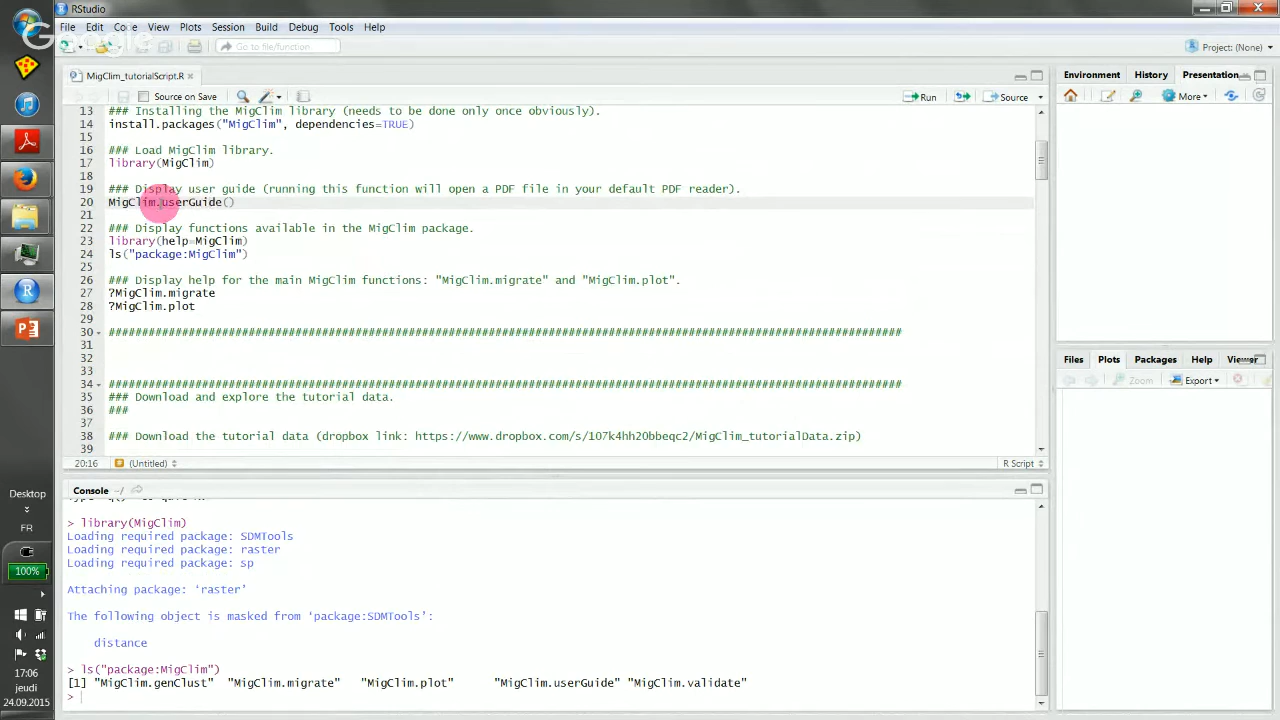 RStudio
File Edit Code View Plots Session Build Debug Tools Help
Google
Go to file/function
Project: (None)
MigClim_tutorialScript.R
Source on Save
Run
Source
13 ### Installing the MigClim library (needs to be done only once obviously).
14 install.packages("MigClim", dependencies=TRUE)
15
16 ### Load MigClim library.
17 library(MigClim)
18
19 ### Display user guide (running this function will open a PDF file in your default PDF reader).
20 MigClim.userGuide()
21
22 ### Display functions available in the MigClim package.
23 library(help=MigClim)
24 ls("package:MigClim")
25
26 ### Display help for the main MigClim functions: "MigClim.migrate" and "MigClim.plot".
27 ?MigClim.migrate
28 ?MigClim.plot
29
30 #######################################################################################################################
31
32
33
34 #######################################################################################################################
35 ### Download and explore the tutorial data.
36 ###
37
38 ### Download the tutorial data (dropbox link: https://www.dropbox.com/s/107k4hh20bbeqc2/MigClim_tutorialData.zip)
39
20:16 (Untitled) R Script
Console ~/
> library(MigClim)
Loading required package: SDMTools
Loading required package: raster
Loading required package: sp
Attaching package: ‘raster’
The following object is masked from ‘package:SDMTools’:
distance
> ls("package:MigClim")
[1] "MigClim.genClust" "MigClim.migrate" "MigClim.plot" "MigClim.userGuide" "MigClim.validate"
>
Environment History Presentation
More
Files Plots Packages Help Viewer
Zoom Export
Desktop
FR
100%
17:06
jeudi
24.09.2015